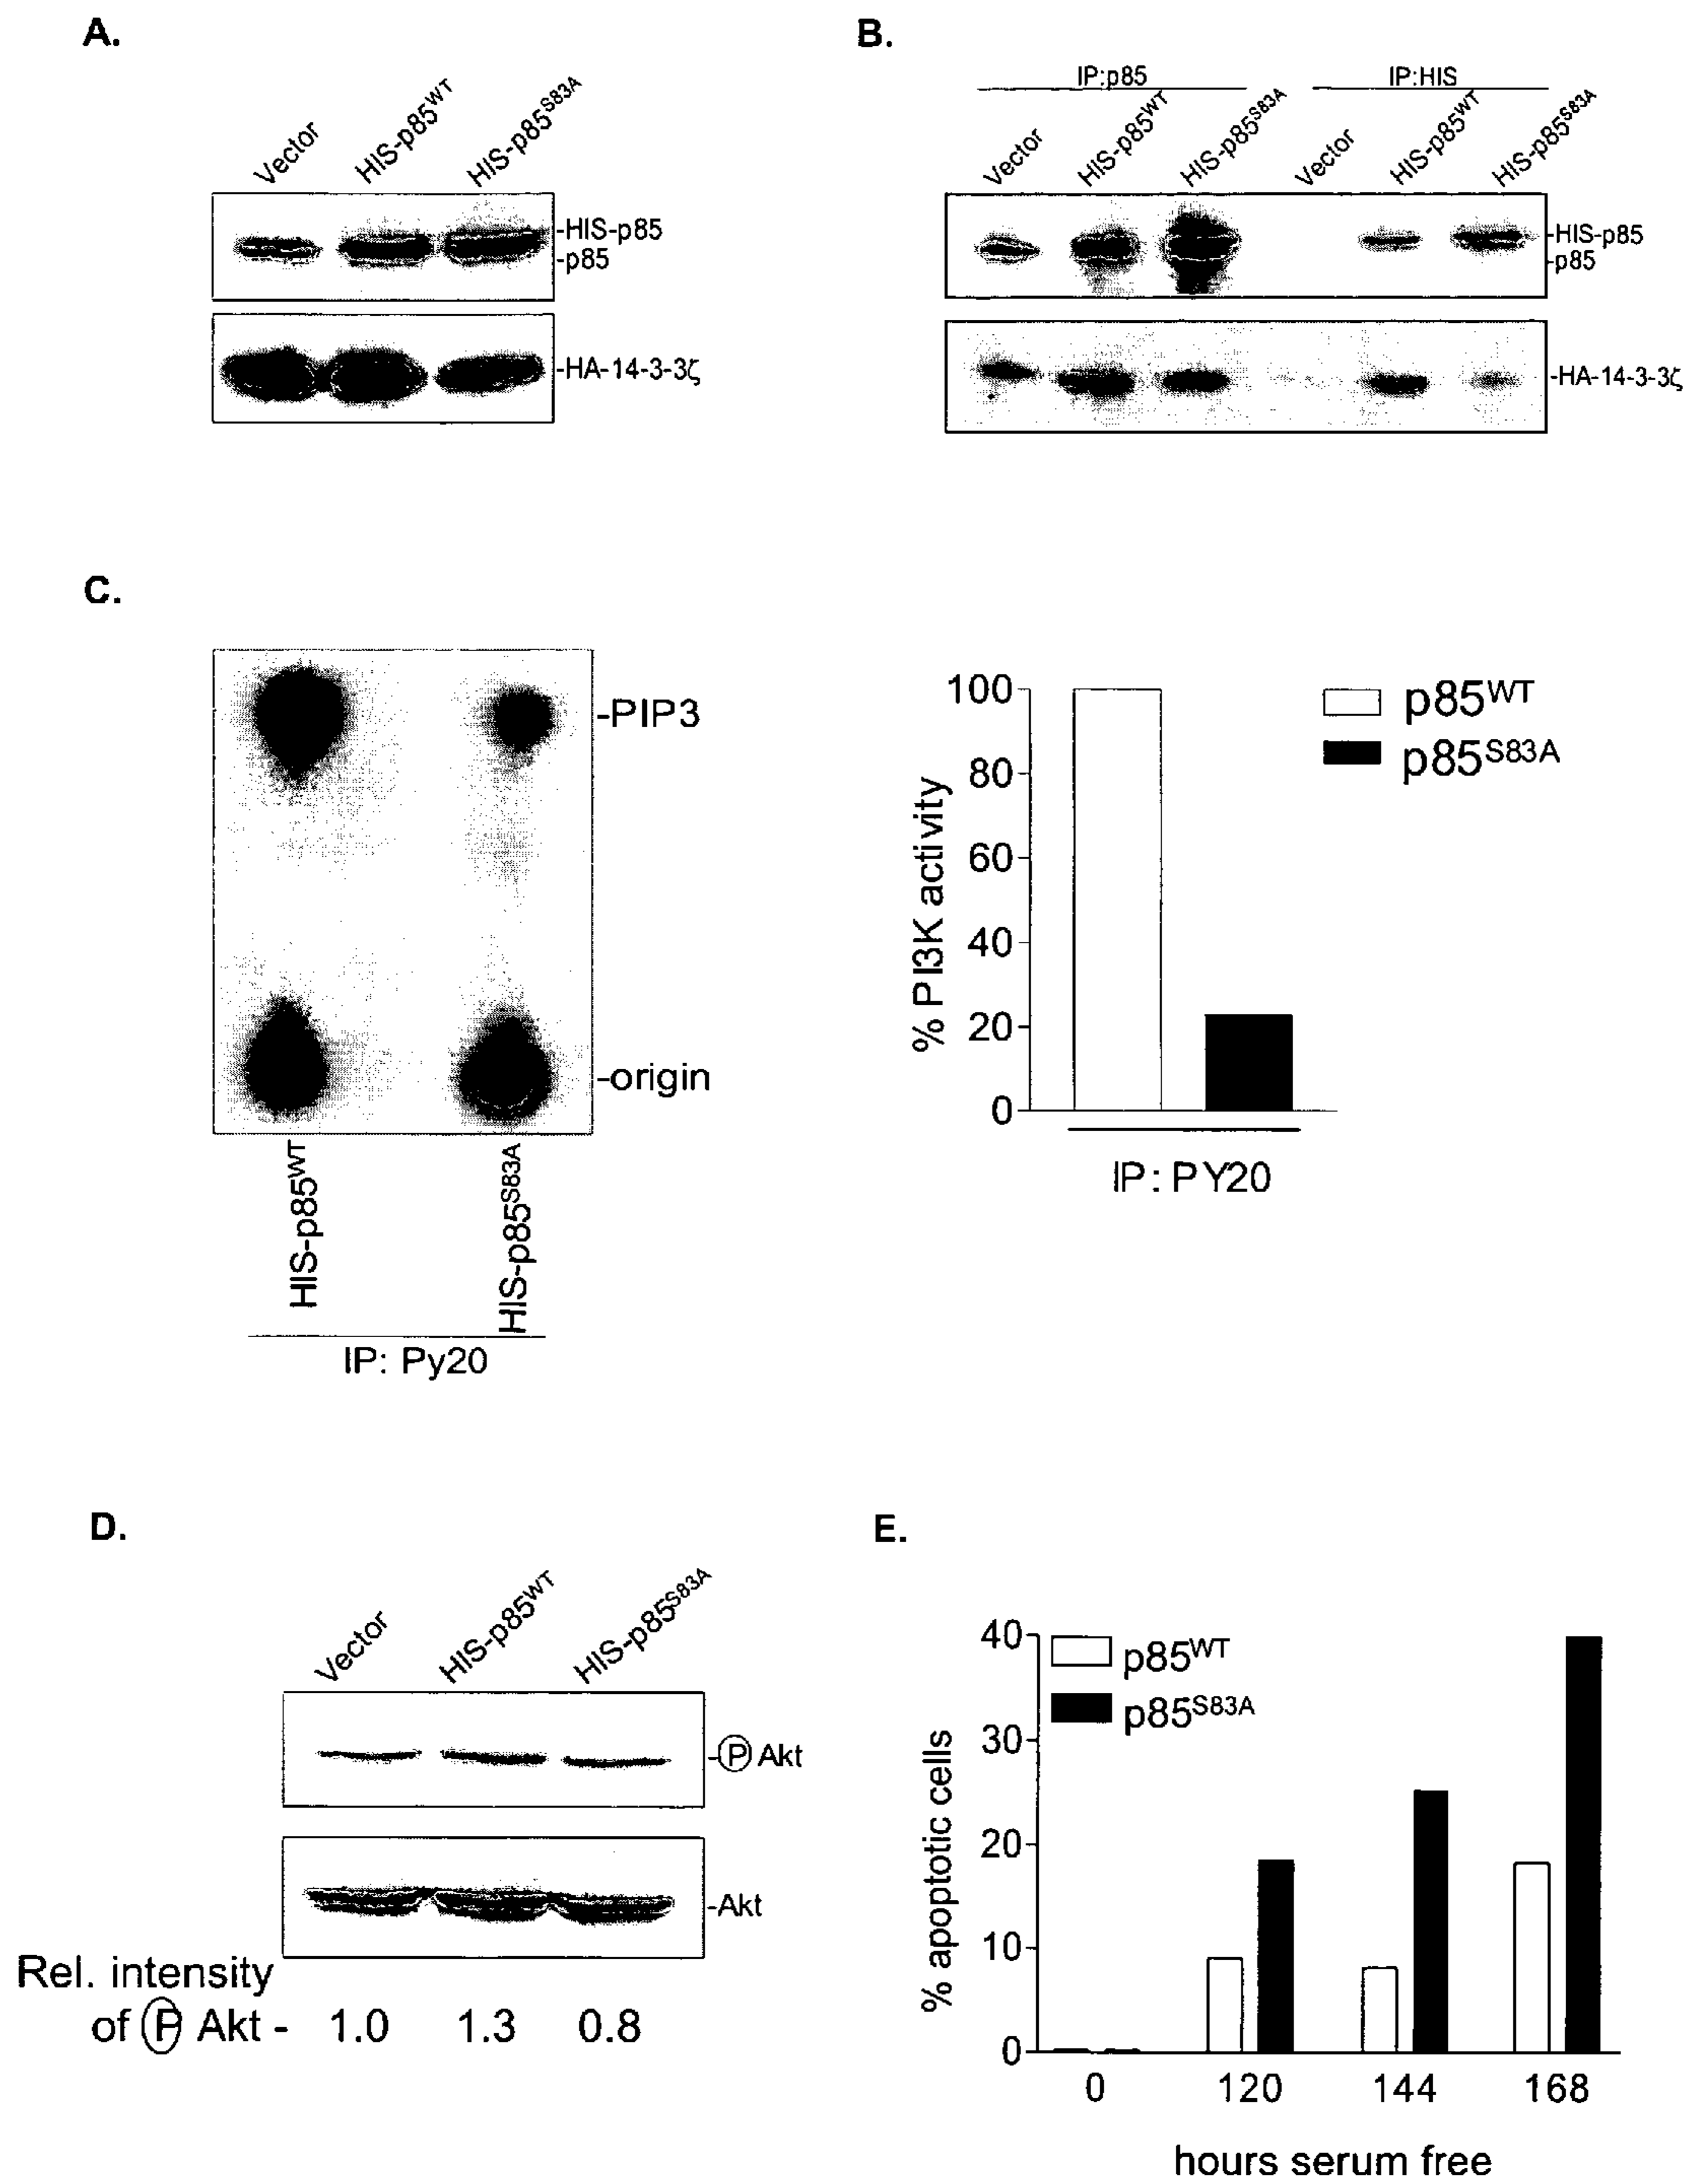 A.
Vector HIS-p85WT HIS-p85S83A
-HIS-p85
-p85
-HA-14-3-3ζ
B.
IP:p85 IP:HIS
Vector HIS-p85WT HIS-p85S83A Vector HIS-p85WT HIS-p85S83A
-HIS-p85
-p85
-HA-14-3-3ζ
C.
-PIP3
-origin
HIS-p85WT HIS-p85S83A
IP: Py20
% PI3K activity
100
80
60
40
20
0
p85WT
p85S83A
IP: PY20
D.
Vector HIS-p85WT HIS-p85S83A
-Ⓟ Akt
-Akt
Rel. intensity
of Ⓟ Akt - 1.0 1.3 0.8
E.
% apoptotic cells
40
30
20
10
0
p85WT
p85S83A
0 120 144 168
hours serum free